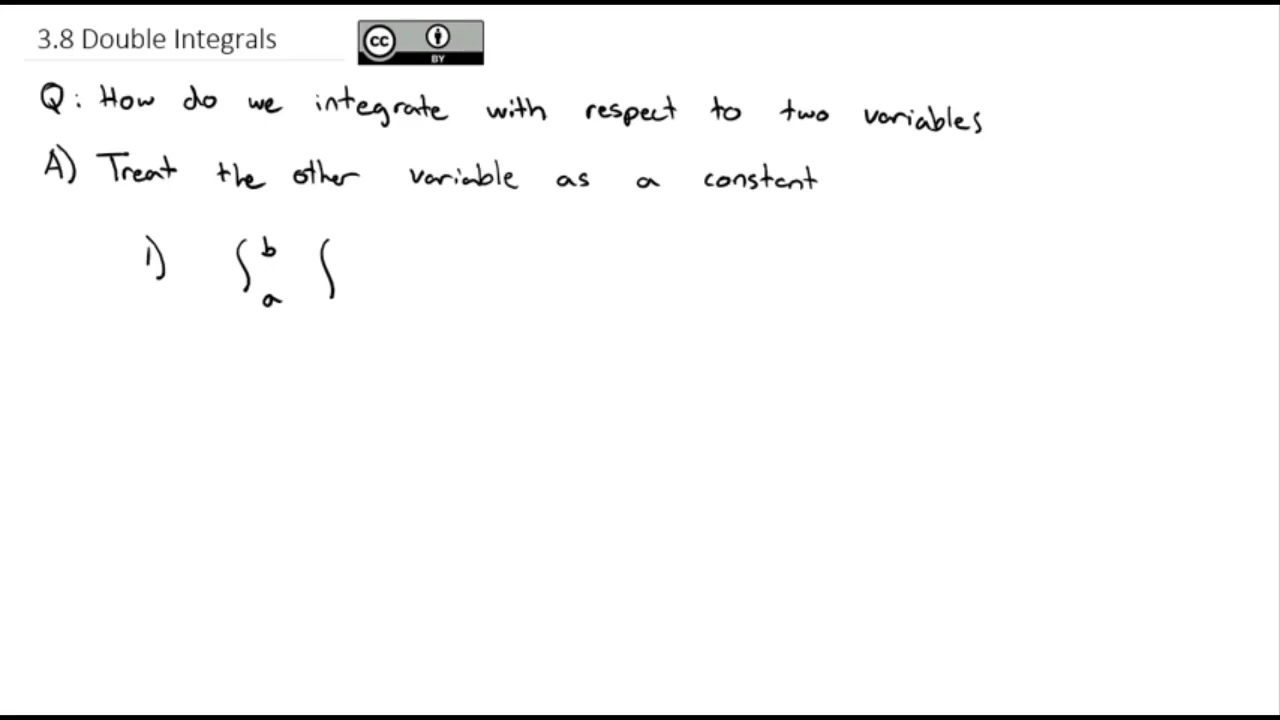 3.8 Double Integrals
cc BY
Q: How do we integrate with respect to two variables
A) Treat the other variable as a constant
1) ∫_a^b ∫